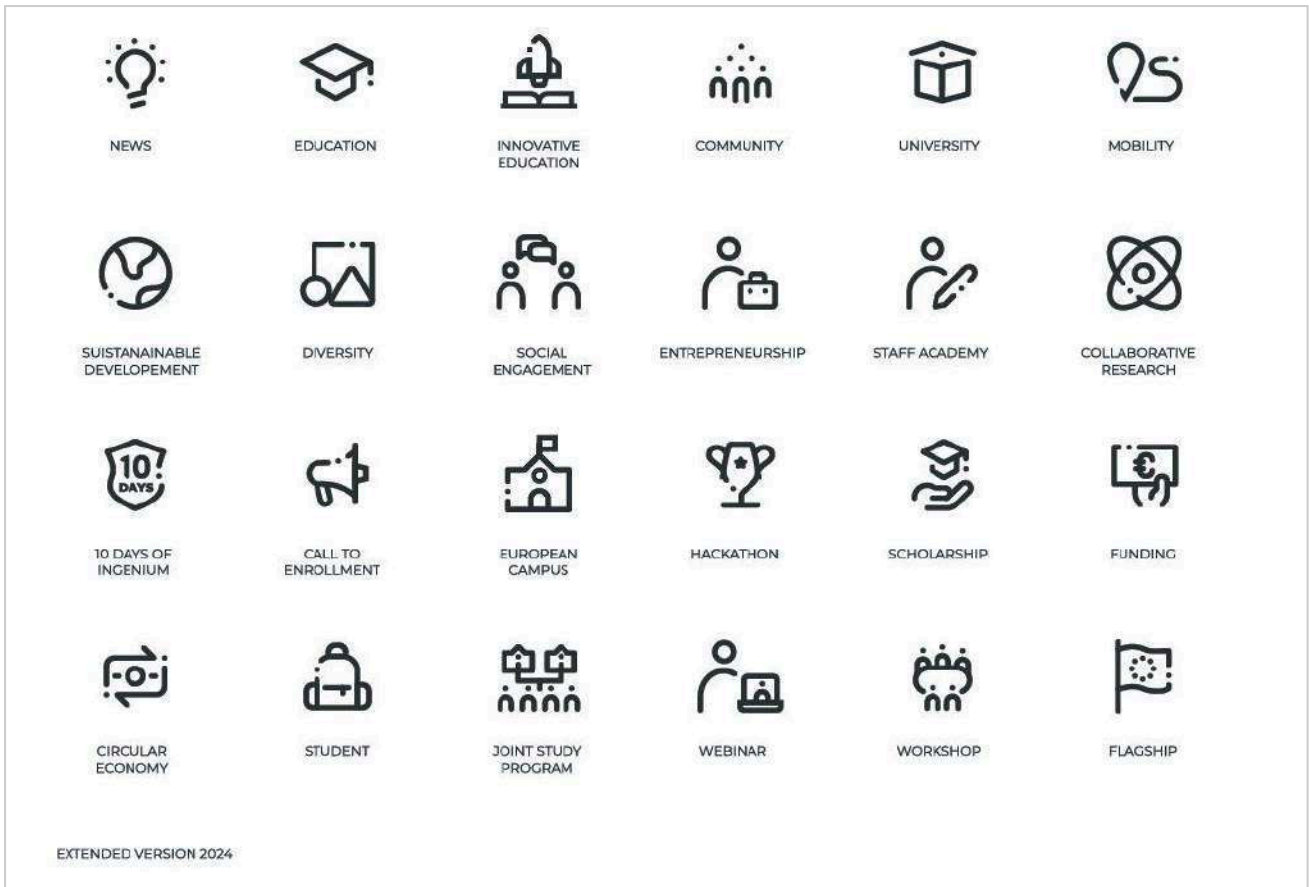 NEWS
EDUCATION
INNOVATIVE
EDUCATION
COMMUNITY
UNIVERSITY
MOBILITY
SUISTANAINABLE
DEVELOPEMENT
DIVERSITY
SOCIAL
ENGAGEMENT
ENTREPRENEURSHIP
STAFF ACADEMY
COLLABORATIVE
RESEARCH
10
DAYS
10 DAYS OF
INGENIUM
CALL TO
ENROLLMENT
EUROPEAN
CAMPUS
HACKATHON
SCHOLARSHIP
€
FUNDING
CIRCULAR
ECONOMY
STUDENT
JOINT STUDY
PROGRAM
WEBINAR
WORKSHOP
FLAGSHIP
EXTENDED VERSION 2024